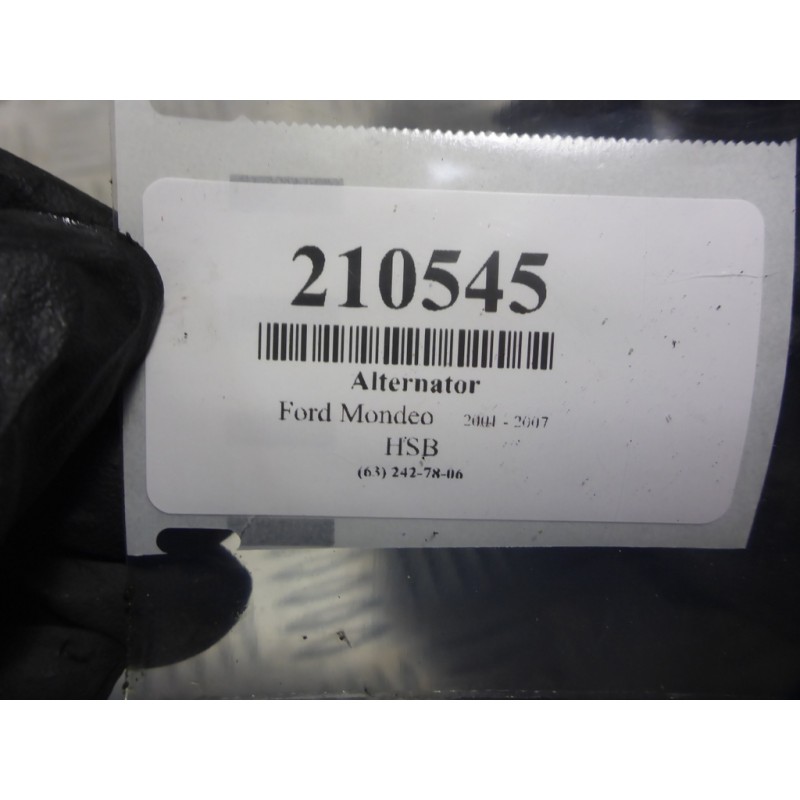 210545
Alternator
Ford Mondeo 2001 - 2007
HSB
(63) 242-78-06